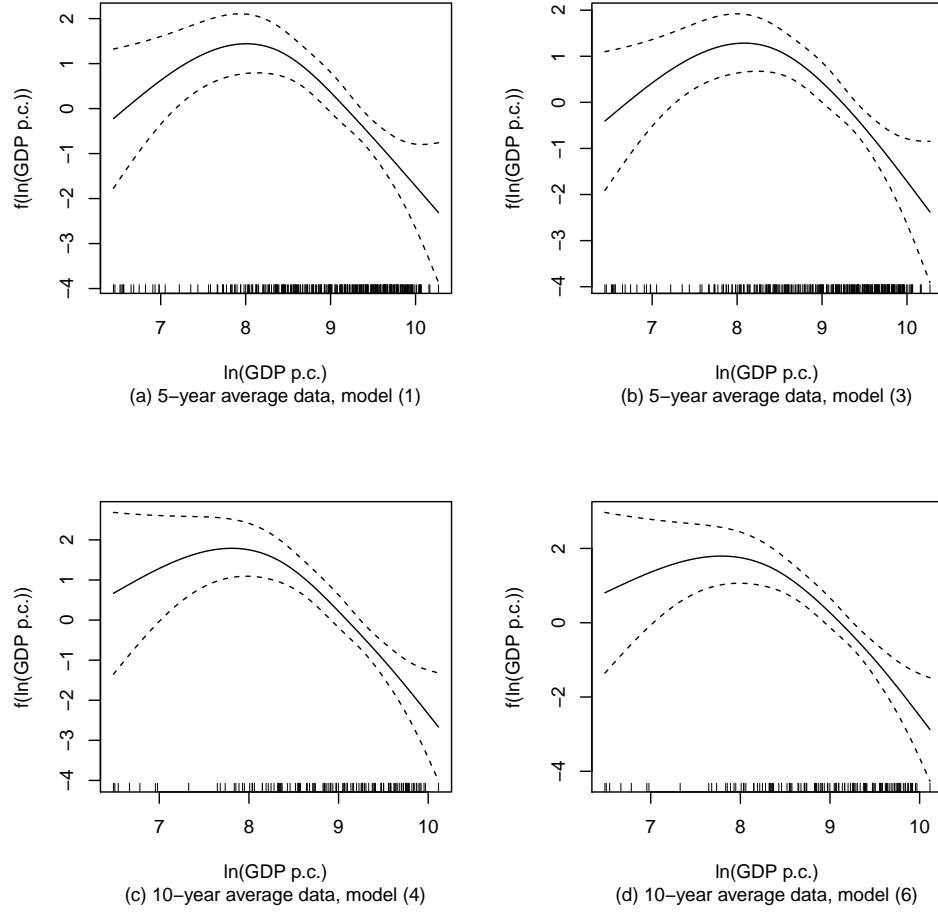 2
1
0
−1
−2
−3
−4
f(ln(GDP p.c.))
7 8 9 10
ln(GDP p.c.)
(a) 5−year average data, model (1)
2
1
0
−1
−2
−3
−4
f(ln(GDP p.c.))
7 8 9 10
ln(GDP p.c.)
(b) 5−year average data, model (3)
2
1
0
−1
−2
−3
−4
f(ln(GDP p.c.))
7 8 9 10
ln(GDP p.c.)
(c) 10−year average data, model (4)
2
0
−2
−4
f(ln(GDP p.c.))
7 8 9 10
ln(GDP p.c.)
(d) 10−year average data, model (6)